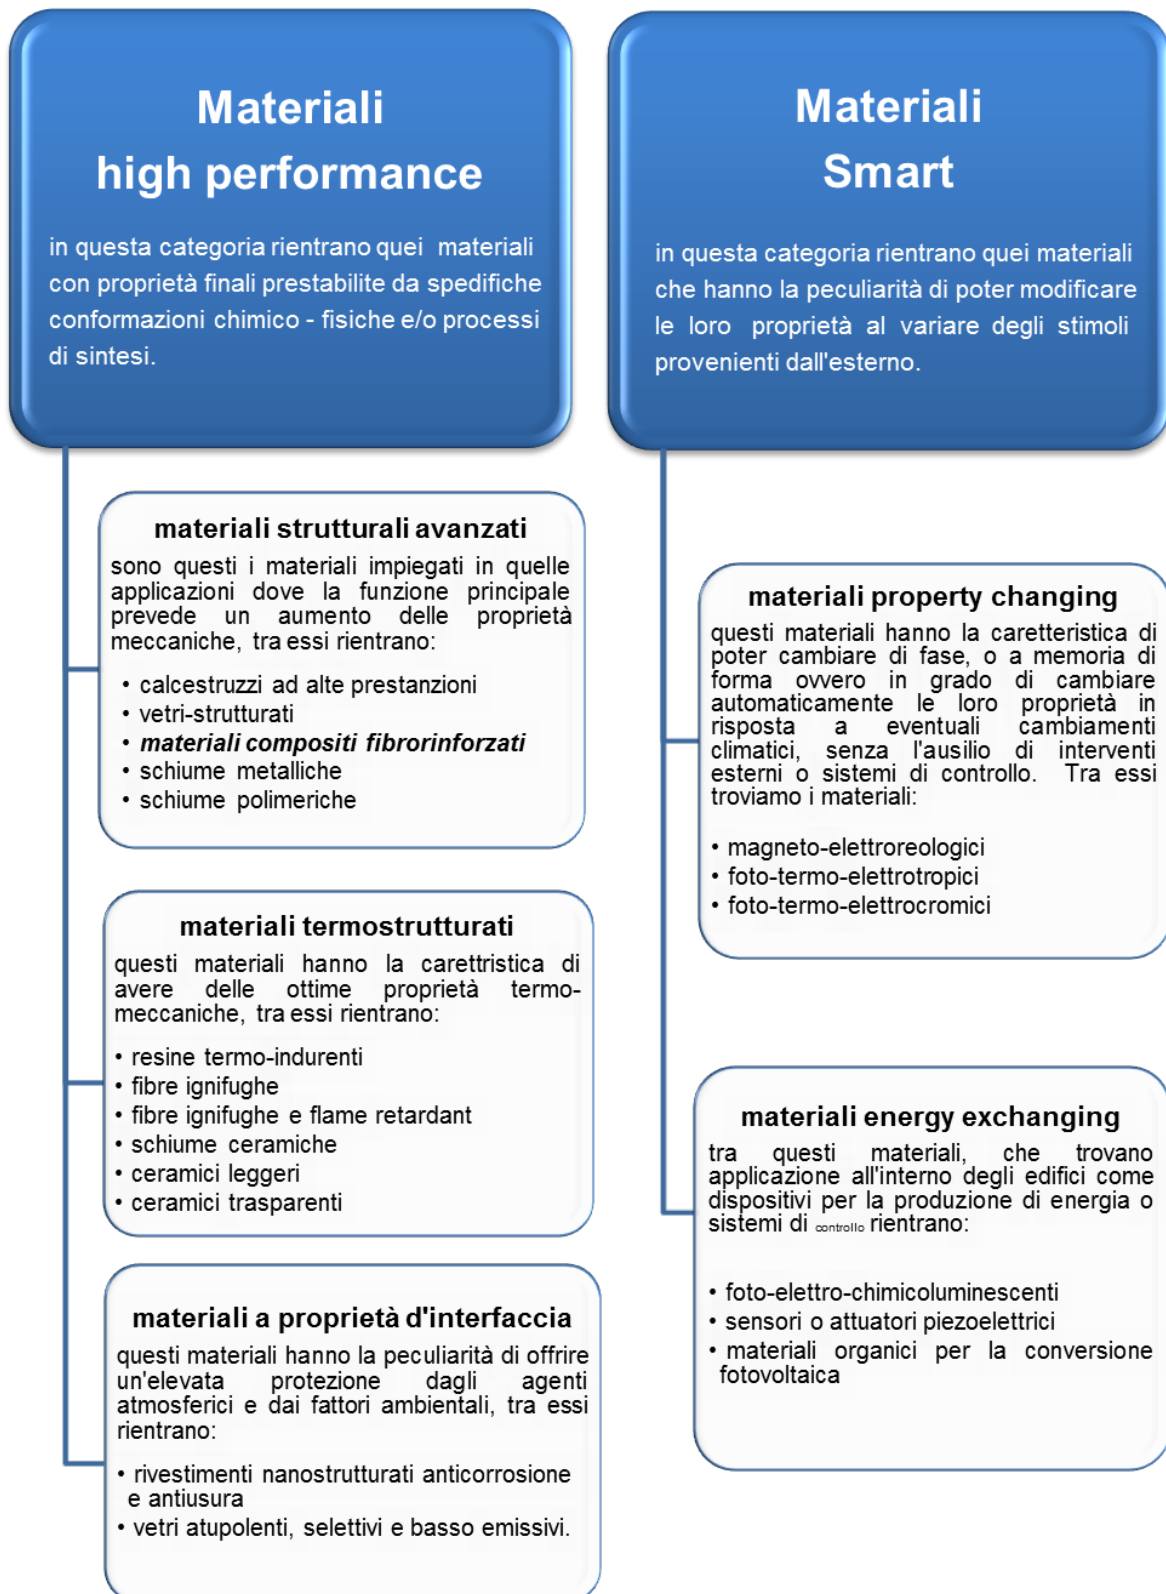 Materiali
high performance
in questa categoria rientrano quei materiali
con proprietà finali prestabilite da spedifiche
conformazioni chimico - fisiche e/o processi
di sintesi.
materiali strutturali avanzati
sono questi i materiali impiegati in quelle
applicazioni dove la funzione principale
prevede un aumento delle proprietà
meccaniche, tra essi rientrano:
• calcestruzzi ad alte prestanzioni
• vetri-strutturati
• materiali compositi fibrorinforzati
• schiume metalliche
• schiume polimeriche
materiali termostrutturati
questi materiali hanno la carettristica di
avere delle ottime proprietà termo-
meccaniche, tra essi rientrano:
• resine termo-indurenti
• fibre ignifughe
• fibre ignifughe e flame retardant
• schiume ceramiche
• ceramici leggeri
• ceramici trasparenti
materiali a proprietà d'interfaccia
questi materiali hanno la peculiarità di offrire
un'elevata protezione dagli agenti
atmosferici e dai fattori ambientali, tra essi
rientrano:
• rivestimenti nanostrutturati anticorrosione
e antiusura
• vetri atupolenti, selettivi e basso emissivi.
Materiali
Smart
in questa categoria rientrano quei materiali
che hanno la peculiarità di poter modificare
le loro proprietà al variare degli stimoli
provenienti dall'esterno.
materiali property changing
questi materiali hanno la caretteristica di
poter cambiare di fase, o a memoria di
forma ovvero in grado di cambiare
automaticamente le loro proprietà in
risposta a eventuali cambiamenti
climatici, senza l'ausilio di interventi
esterni o sistemi di controllo. Tra essi
troviamo i materiali:
• magneto-elettroreologici
• foto-termo-elettrotropici
• foto-termo-elettrocromici
materiali energy exchanging
tra questi materiali, che trovano
applicazione all'interno degli edifici come
dispositivi per la produzione di energia o
sistemi di controllo rientrano:
• foto-elettro-chimicoluminescenti
• sensori o attuatori piezoelettrici
• materiali organici per la conversione
fotovoltaica